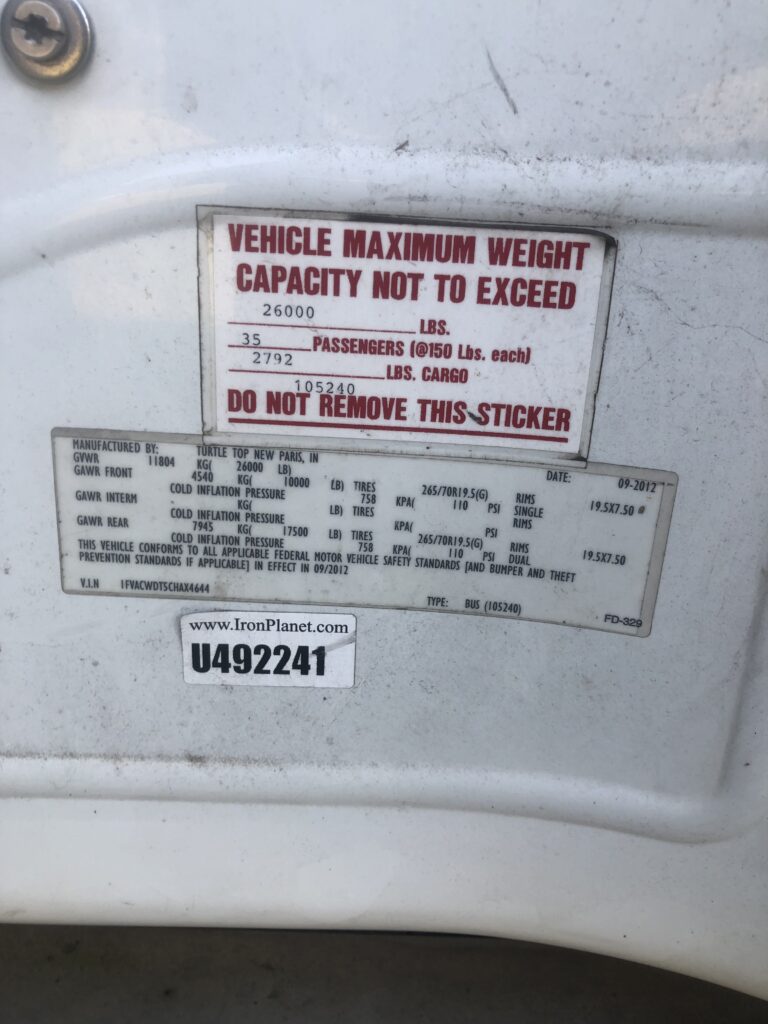 VEHICLE MAXIMUM WEIGHT
CAPACITY NOT TO EXCEED
26000 LBS.
35 PASSENGERS (@150 Lbs. each)
2792 LBS. CARGO
105240
DO NOT REMOVE THIS STICKER
MANUFACTURED BY: TURTLE TOP NEW PARIS, IN DATE: 09-2012
GVWR 11804 KG( 26000 LB)
GAWR FRONT 4540 KG( 10000 LB) TIRES 265/70R19.5(G) RIMS 19.5X7.50
COLD INFLATION PRESSURE 758 KPA( 110 PSI SINGLE
GAWR INTERM KG( LB) TIRES RIMS
COLD INFLATION PRESSURE KPA( PSI
GAWR REAR 7945 KG( 17500 LB) TIRES 265/70R19.5(G) RIMS 19.5X7.50
COLD INFLATION PRESSURE 758 KPA( 110 PSI DUAL
THIS VEHICLE CONFORMS TO ALL APPLICABLE FEDERAL MOTOR VEHICLE SAFETY STANDARDS [AND BUMPER AND THEFT
PREVENTION STANDARDS IF APPLICABLE] IN EFFECT IN 09/2012
V.I.N 1FVACWDT5CHAX4644 TYPE: BUS (105240) FD-329
www.IronPlanet.com
U492241